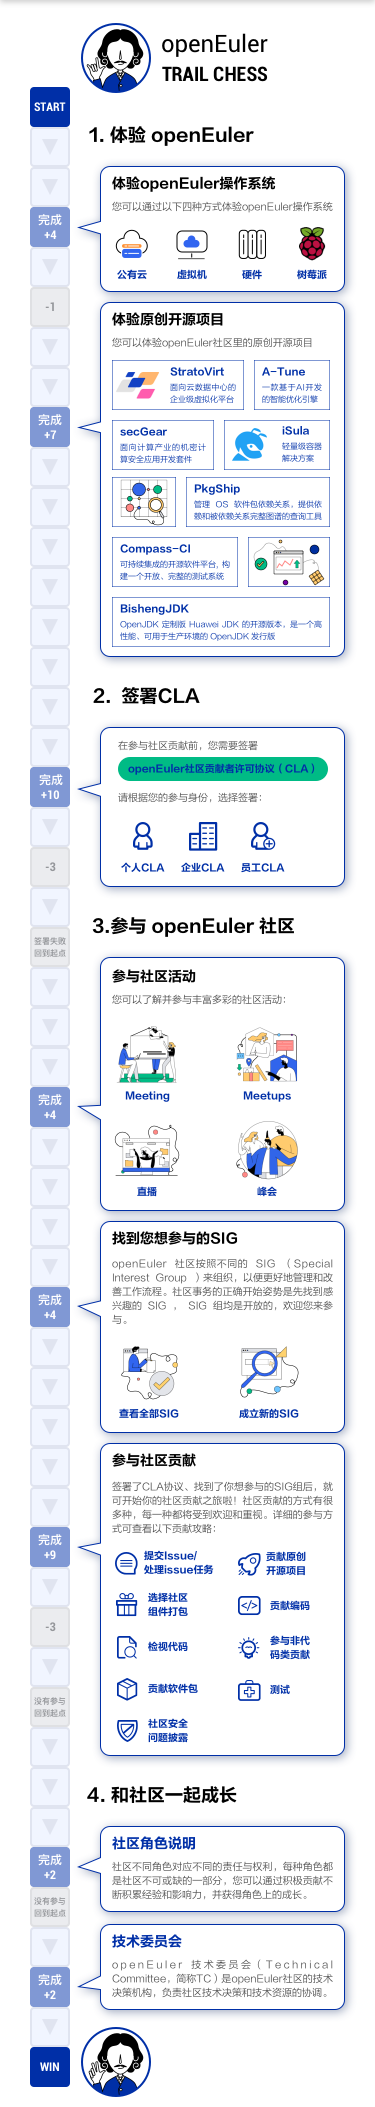 openEuler
TRAIL CHESS
START
1. 体验 openEuler
体验openEuler操作系统
您可以通过以下四种方式体验openEuler操作系统
完成
+4
公有云
虚拟机
硬件
树莓派
-1
体验原创开源项目
您可以体验openEuler社区里的原创开源项目
StratoVirt
面向云数据中心的
企业级虚拟化平台
A-Tune
一款基于AI开发
的智能优化引擎
完成
+7
secGear
面向计算产业的机密计
算安全应用开发套件
iSula
轻量级容器
解决方案
PkgShip
管理 OS 软件包依赖关系，提供依
赖和被依赖关系完整图谱的查询工具
Compass-CI
可持续集成的开源软件平台, 构
建一个开放、完整的测试系统
BishengJDK
OpenJDK 定制版 Huawei JDK 的开源版本，是一个高
性能、可用于生产环境的 OpenJDK 发行版
2. 签署CLA
在参与社区贡献前，您需要签署
openEuler社区贡献者许可协议（CLA）
完成
+10
请根据您的参与身份，选择签署：
个人CLA
企业CLA
员工CLA
-3
签署失败
回到起点
3.参与 openEuler 社区
参与社区活动
您可以了解并参与丰富多彩的社区活动：
Meeting
Meetups
完成
+4
直播
峰会
找到您想参与的SIG
openEuler 社区按照不同的 SIG （Special
Interest Group ）来组织，以便更好地管理和改
善工作流程。社区事务的正确开始姿势是先找到感
兴趣的 SIG ， SIG 组均是开放的，欢迎您来参
与。
完成
+4
查看全部SIG
成立新的SIG
参与社区贡献
签署了CLA协议、找到了你想参与的SIG组后，就
可开始你的社区贡献之旅啦！社区贡献的方式有很
多种，每一种都将受到欢迎和重视。详细的参与方
式可查看以下贡献攻略：
完成
+9
提交Issue/
处理issue任务
贡献原创
开源项目
选择社区
组件打包
贡献编码
-3
检视代码
参与非代
码类贡献
贡献软件包
测试
没有参与
回到起点
社区安全
问题披露
4. 和社区一起成长
社区角色说明
社区不同角色对应不同的责任与权利，每种角色都
是社区不可或缺的一部分，您可以通过积极贡献不
断积累经验和影响力，并获得角色上的成长。
完成
+2
没有参与
回到起点
技术委员会
openEuler 技术委员会（Technical
Committee，简称TC）是openEuler社区的技术
决策机构，负责社区技术决策和技术资源的协调。
完成
+2
WIN